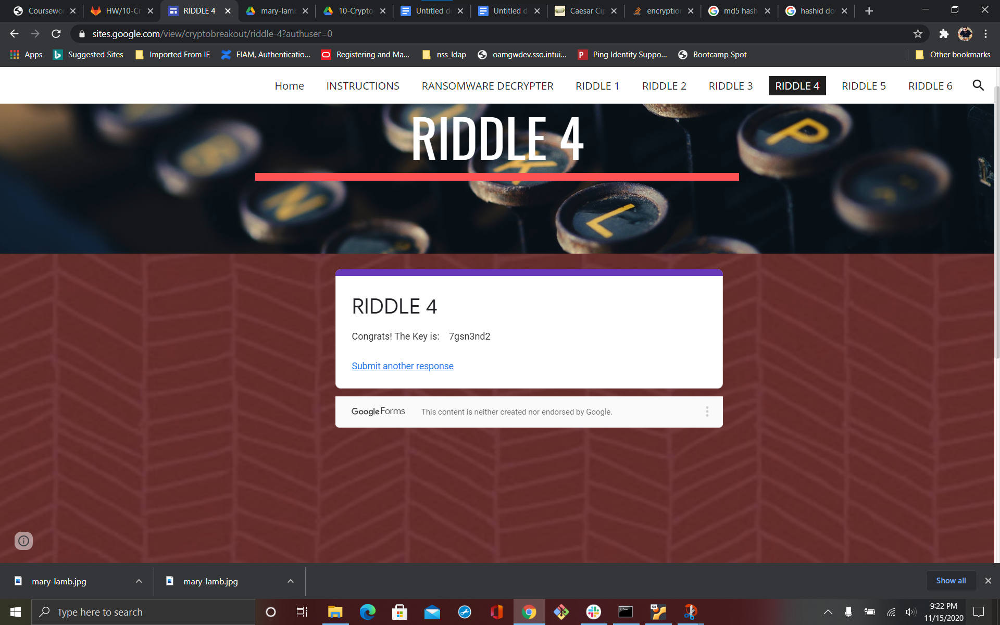 Coursewor
HW/10-Cr
RIDDLE 4
mary-lamb
10-Crypto
Untitled d
Untitled d
Caesar Cip
encryption
md5 hash
hashid do
sites.google.com/view/cryptobreakout/riddle-4?authuser=0
Apps
Suggested Sites
Imported From IE
EIAM, Authenticatio...
Registering and Ma...
nss_ldap
oamgwdev.sso.intui...
Ping Identity Suppo...
Bootcamp Spot
Other bookmarks
Home
INSTRUCTIONS
RANSOMWARE DECRYPTER
RIDDLE 1
RIDDLE 2
RIDDLE 3
RIDDLE 4
RIDDLE 5
RIDDLE 6
RIDDLE 4
P
K
N
L
RIDDLE 4
Congrats! The Key is: 7gsn3nd2
Submit another response
Google Forms
This content is neither created nor endorsed by Google.
mary-lamb.jpg
mary-lamb.jpg
Show all
Type here to search
64
9:22 PM
11/15/2020